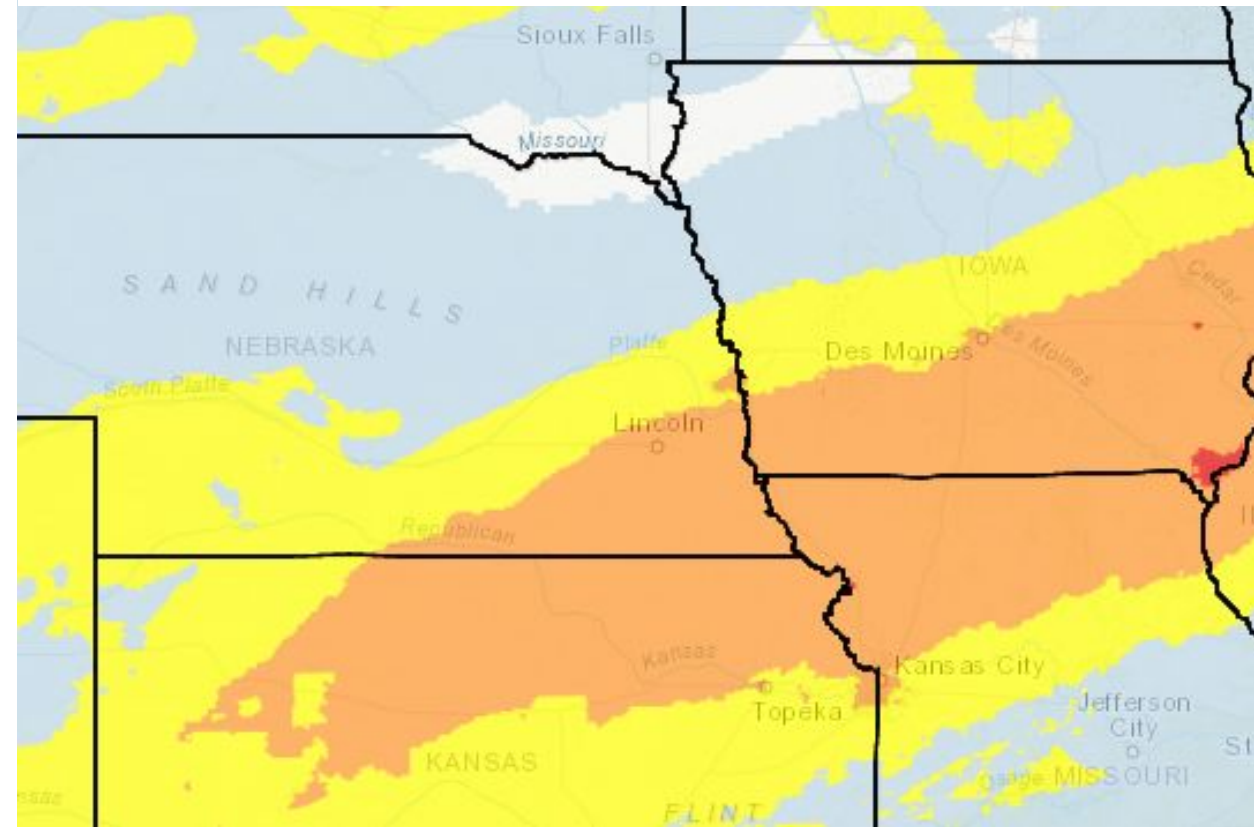 Sioux Falls
Missouri
SAND HILLS
IOWA
NEBRASKA
Platte
Cedar
Des Moines
Des Moines
South Platte
Lincoln
Republican
Kansas
Kansas City
Topeka
Jefferson
City
KANSAS
MISSOURI
FLINT